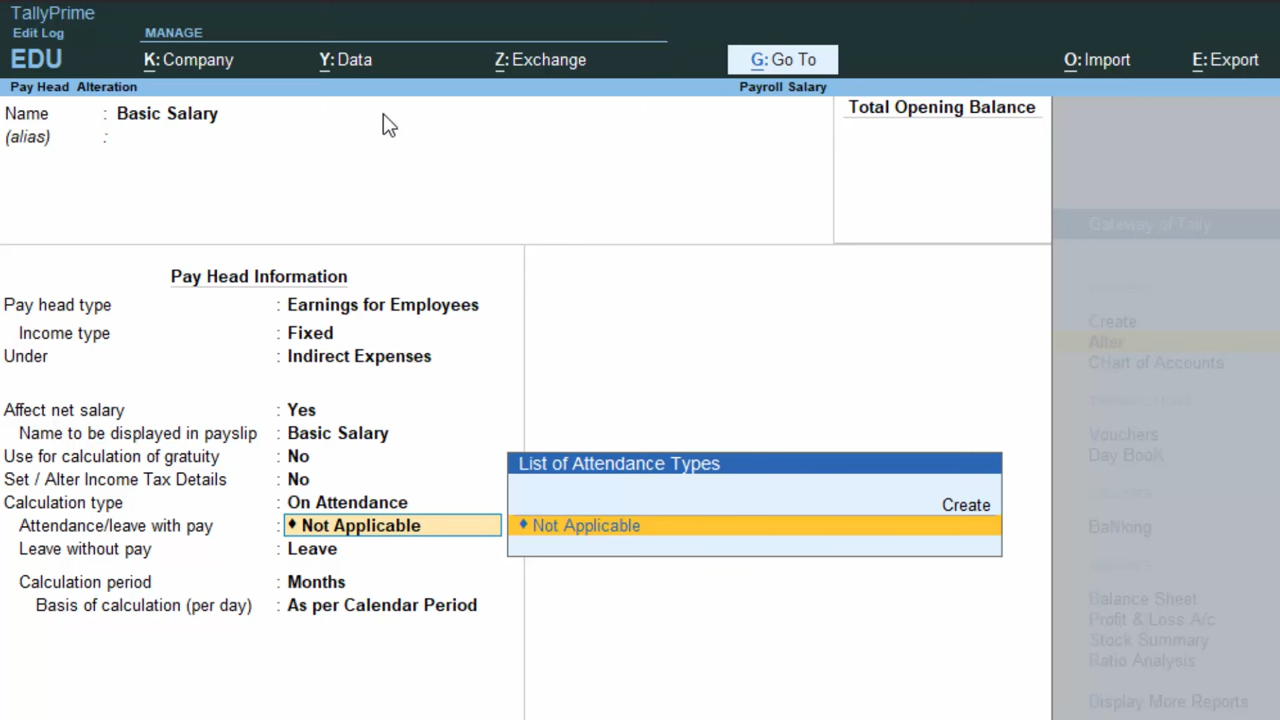 TallyPrime
Edit Log
EDU
MANAGE
K: Company
Y: Data
Z: Exchange
G: Go To
O: Import
E: Export
Pay Head Alteration
Payroll Salary
Name : Basic Salary
(alias) :
Total Opening Balance
Pay Head Information
Pay head type : Earnings for Employees
Income type : Fixed
Under : Indirect Expenses
Affect net salary : Yes
Name to be displayed in payslip : Basic Salary
Use for calculation of gratuity : No
Set / Alter Income Tax Details : No
Calculation type : On Attendance
Attendance/leave with pay : ♦ Not Applicable
Leave without pay : Leave
Calculation period : Months
Basis of calculation (per day) : As per Calendar Period
List of Attendance Types
Create
♦ Not Applicable
Gateway of Tally
Create
Alter
CHart of Accounts
Vouchers
Day BooK
BaNking
Balance Sheet
Profit & Loss A/c
Stock Summary
Ratio Analysis
Display More Reports